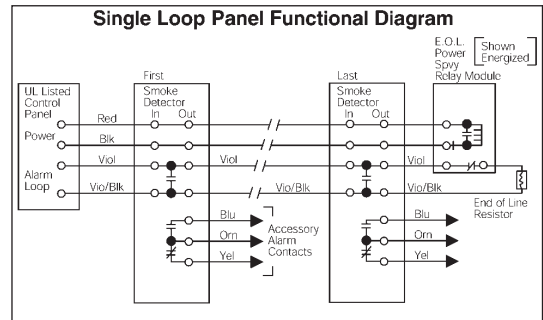 Single Loop Panel Functional Diagram
E.O.L.
Power
Spvy
Relay Module
Shown
Energized
First
Smoke
Detector
In Out
Last
Smoke
Detector
In Out
UL Listed
Control
Panel
Power
Alarm
Loop
Red
Blk
Viol
Viol
Viol
Vio/Blk
Vio/Blk
Vio/Blk
End of Line
Resistor
Blu
Orn
Yel
Accessory
Alarm
Contacts
Blu
Orn
Yel